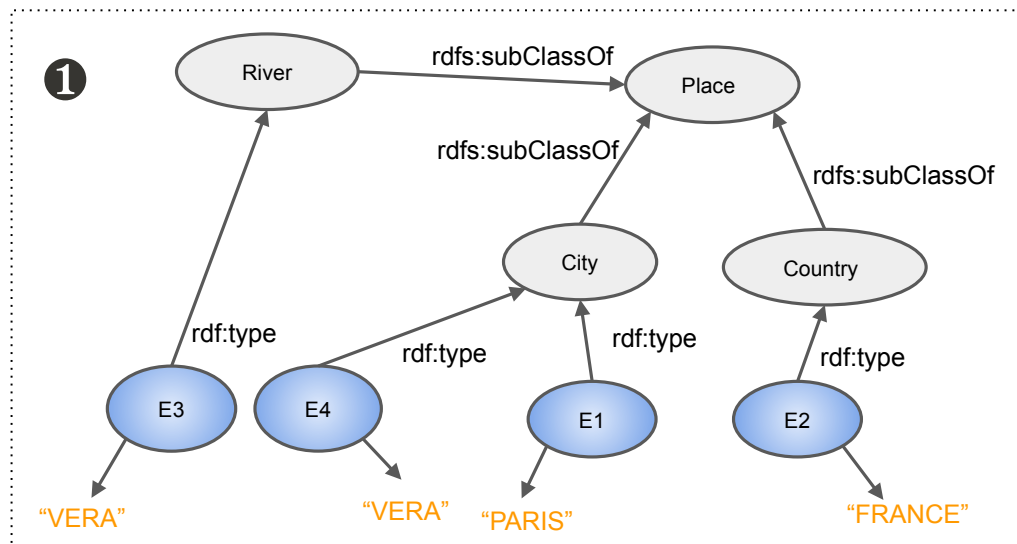 ❶
River
rdfs:subClassOf
Place
rdfs:subClassOf
rdfs:subClassOf
City
Country
rdf:type
rdf:type
rdf:type
rdf:type
E3
E4
E1
E2
“VERA”
“VERA”
“PARIS”
“FRANCE”